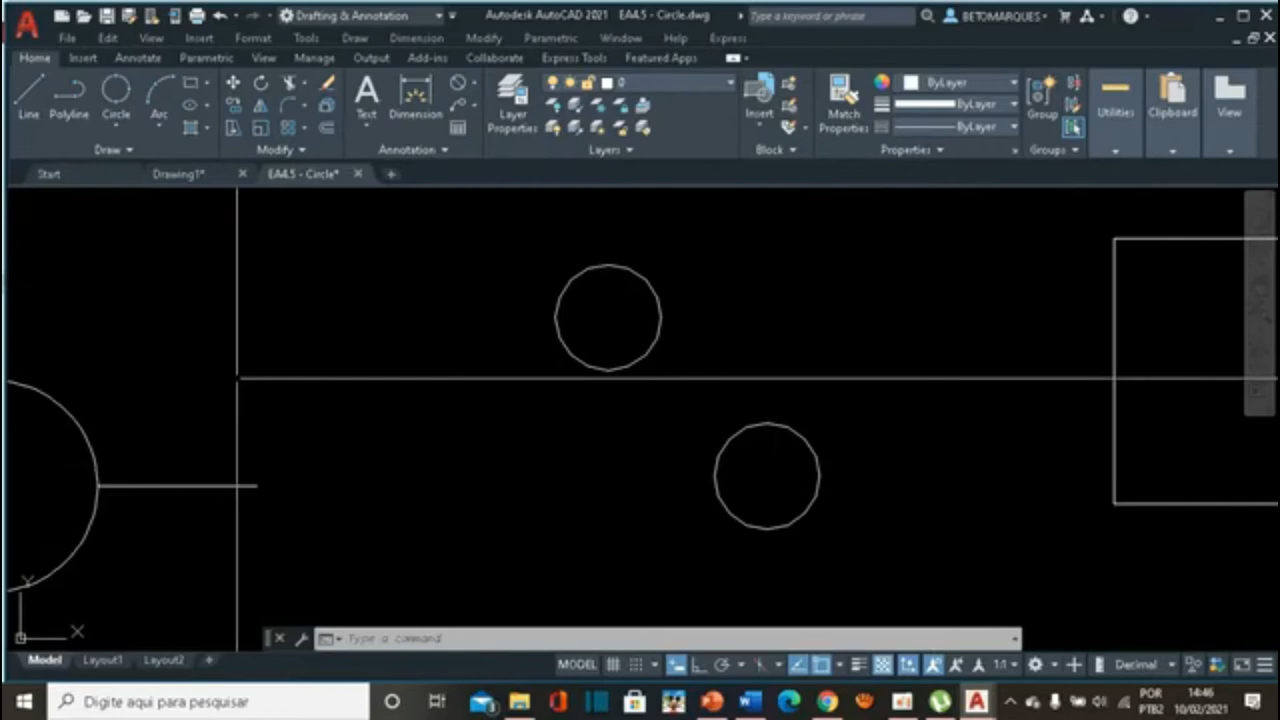 Drafting & Annotation
Autodesk AutoCAD 2021 EA4.5 - Circle.dwg
Type a keyword or phrase
BETOMARQUES
File Edit View Insert Format Tools Draw Dimension Modify Parametric Window Help Express
Home Insert Annotate Parametric View Manage Output Add-ins Collaborate Express Tools Featured Apps
Line Polyline Circle Arc
Text Dimension
Layer Properties
0
Insert
Match Properties
ByLayer
ByLayer
ByLayer
Group
Utilities Clipboard View
Draw Modify Annotation Layers Block Properties Groups
Start Drawing1* EA4.5 - Circle*
Y
X
Type a command
Model Layout1 Layout2 +
MODEL 1:1 Decimal
Digite aqui para pesquisar
POR
PTB2
14:46
10/02/2021